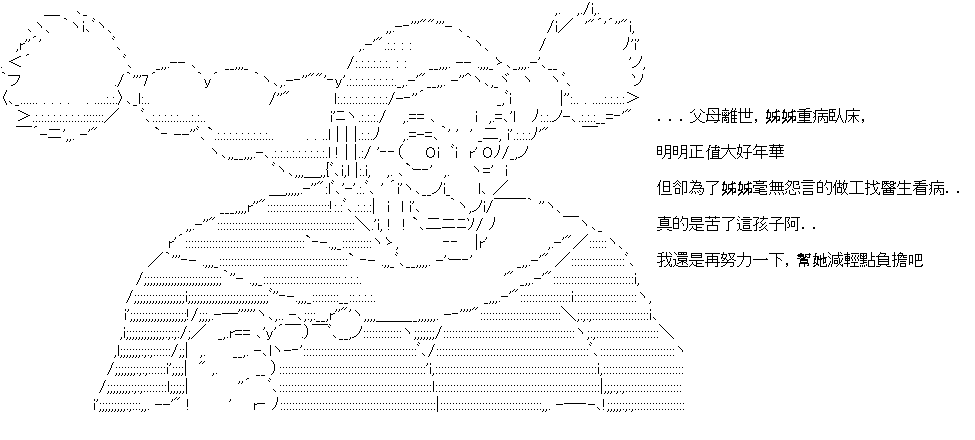 ...父母離世，姊姊重病臥床，
明明正值大好年華
但卻為了姊姊毫無怨言的做工找醫生看病..
真的是苦了這孩子阿..
我還是再努力一下，幫她減輕點負擔吧